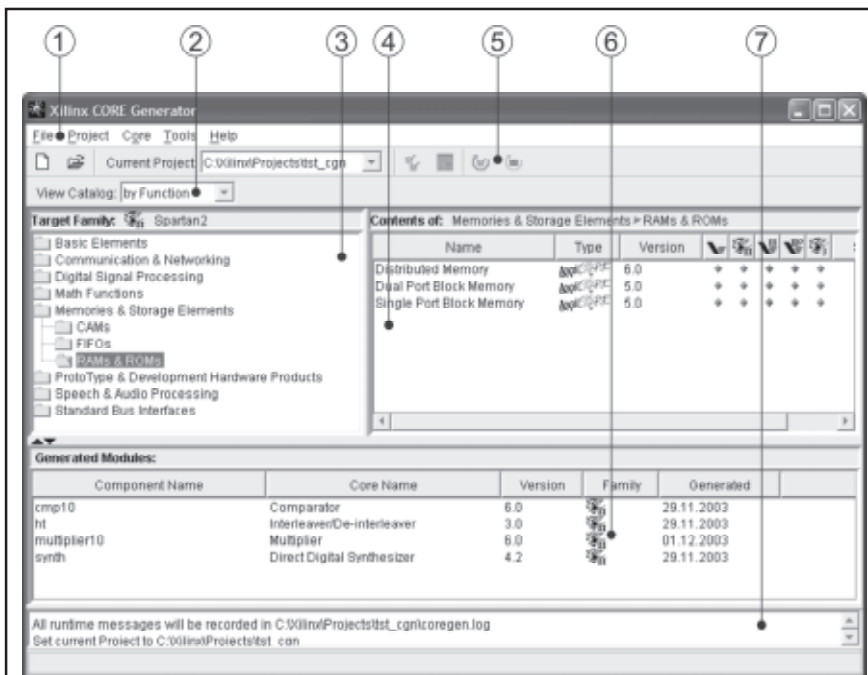 1 2 3 4 5 6 7
Xilinx CORE Generator
File Project Core Tools Help
Current Project: C:\Xilinx\Projects\tst_cgn
View Catalog: by Function
Target Family: Spartan2
Contents of: Memories & Storage Elements > RAMs & ROMs
Basic Elements
Communication & Networking
Digital Signal Processing
Math Functions
Memories & Storage Elements
CAMs
FIFOs
RAMs & ROMs
ProtoType & Development Hardware Products
Speech & Audio Processing
Standard Bus Interfaces
Name Type Version
Distributed Memory 6.0
Dual Port Block Memory 5.0
Single Port Block Memory 5.0
Generated Modules:
Component Name Core Name Version Family Generated
cmp10 Comparator 6.0 29.11.2003
ht Interleaver/De-interleaver 3.0 29.11.2003
multiplier10 Multiplier 6.0 01.12.2003
synth Direct Digital Synthesizer 4.2 29.11.2003
All runtime messages will be recorded in C:\Xilinx\Projects\tst_cgn\coregen.log
Set current Project to C:\Xilinx\Projects\tst_cgn